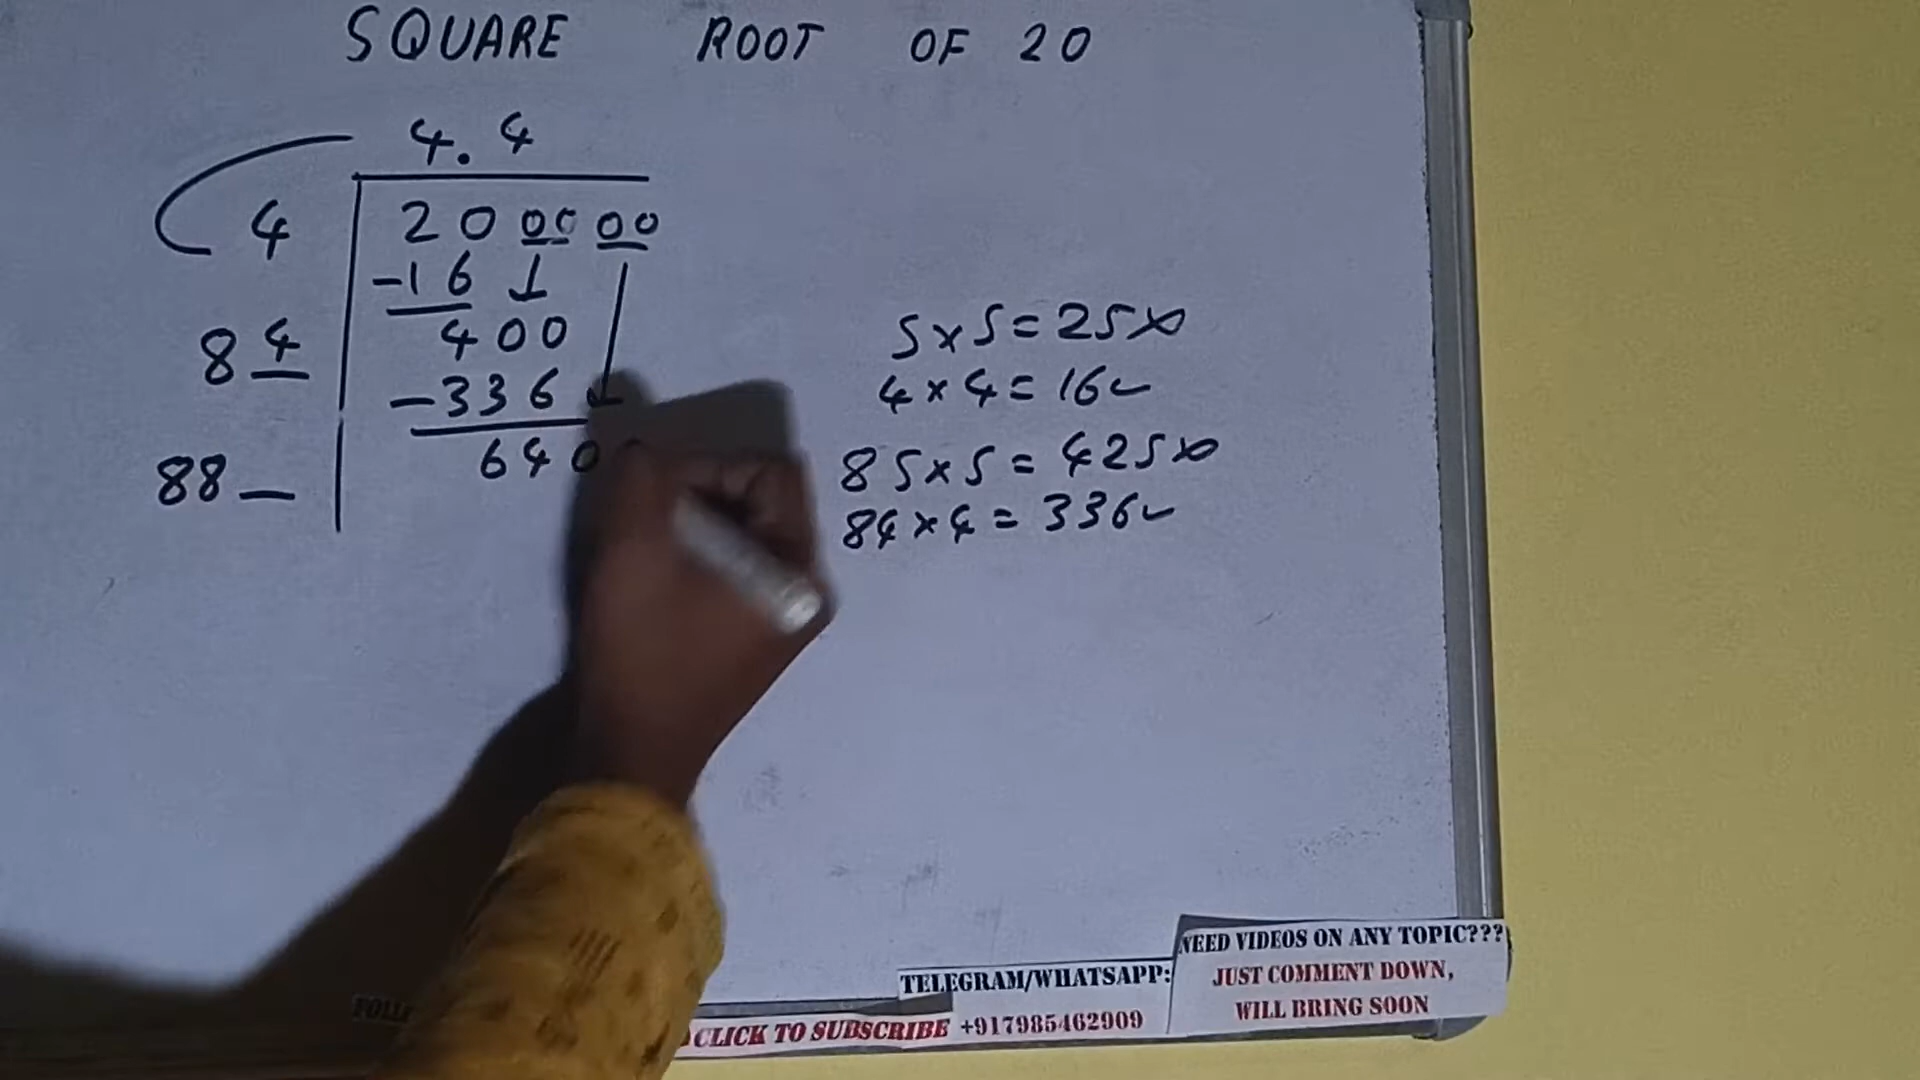 SQUARE ROOT OF 20
4.4
4 20 00 00
-16
84 400
-336
88_ 640
5×5=25×
4×4=16✓
85×5=425×
84×4=336✓
NEED VIDEOS ON ANY TOPIC???
JUST COMMENT DOWN,
WILL BRING SOON
TELEGRAM/WHATSAPP:
CLICK TO SUBSCRIBE +917985462909